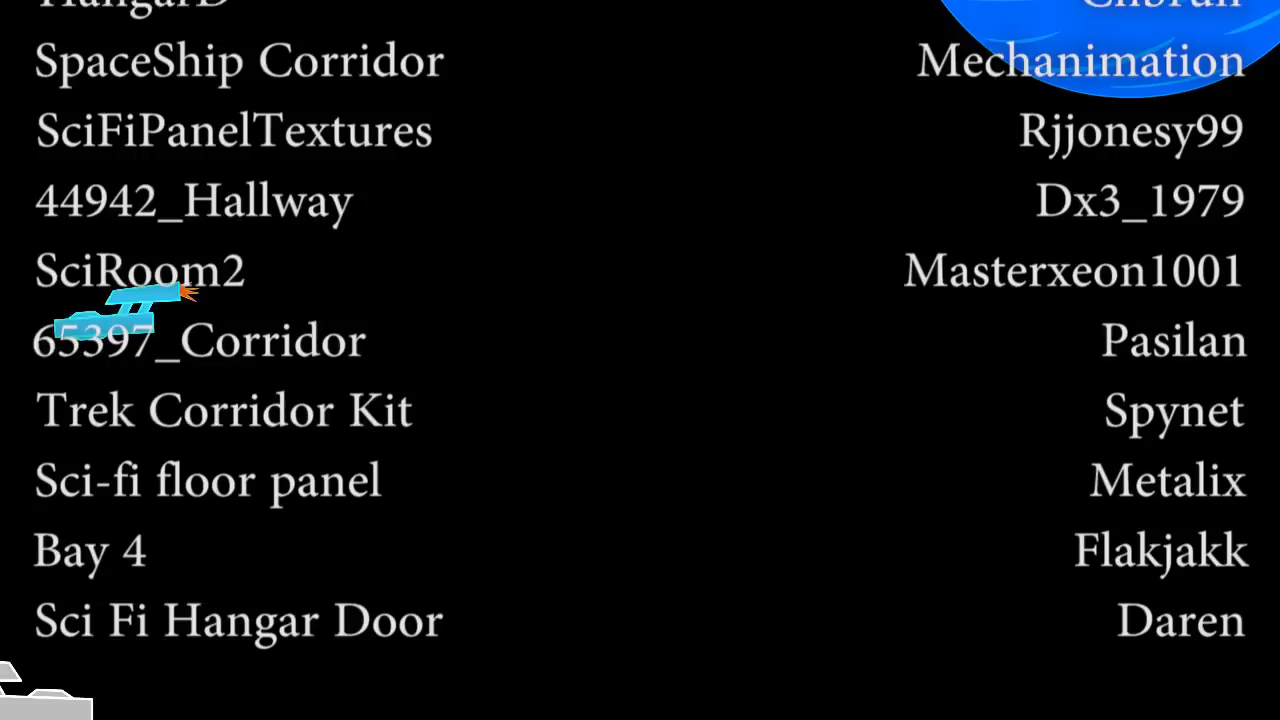 SpaceShip Corridor Mechanimation
SciFiPanelTextures Rjjonesy99
44942_Hallway Dx3_1979
SciRoom2 Masterxeon1001
65397_Corridor Pasilan
Trek Corridor Kit Spynet
Sci-fi floor panel Metalix
Bay 4 Flakjakk
Sci Fi Hangar Door Daren